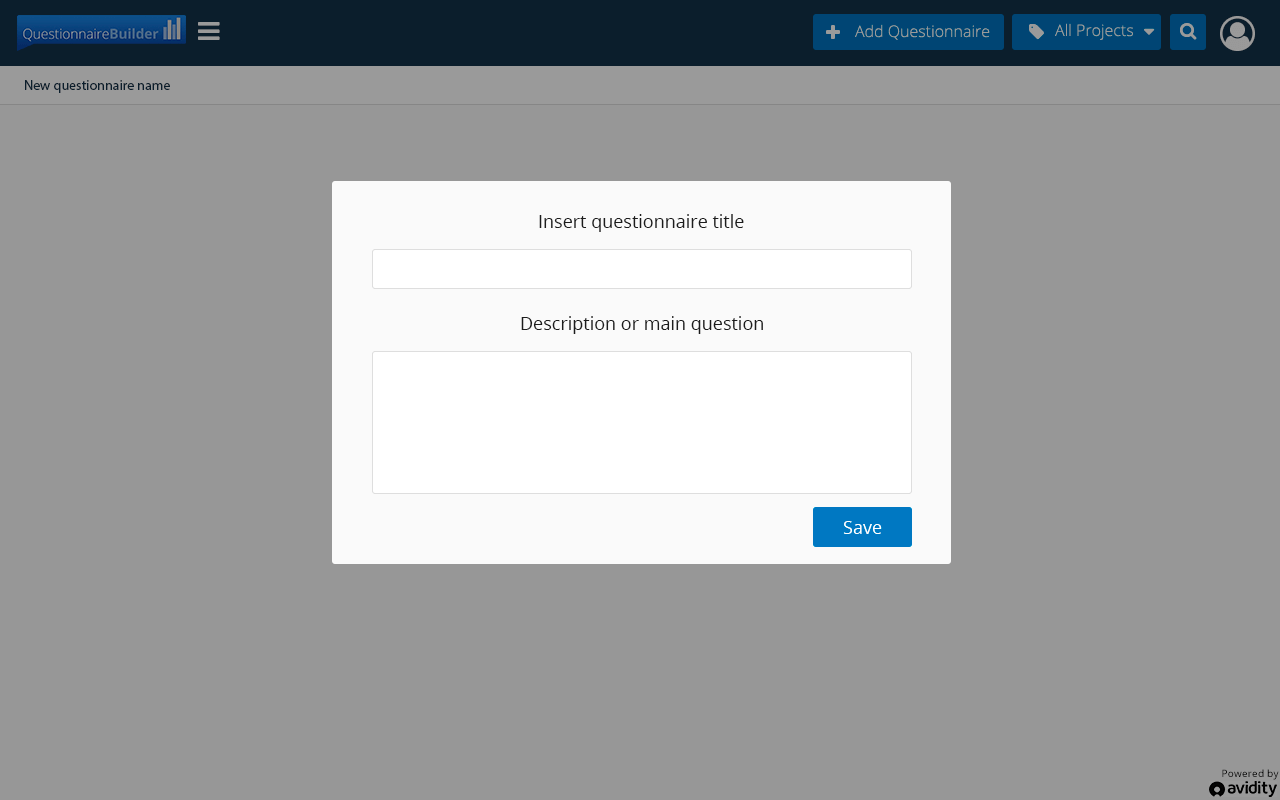 QuestionnaireBuilder
Add Questionnaire
All Projects
New questionnaire name
Insert questionnaire title
Description or main question
Save
Powered by
avidity